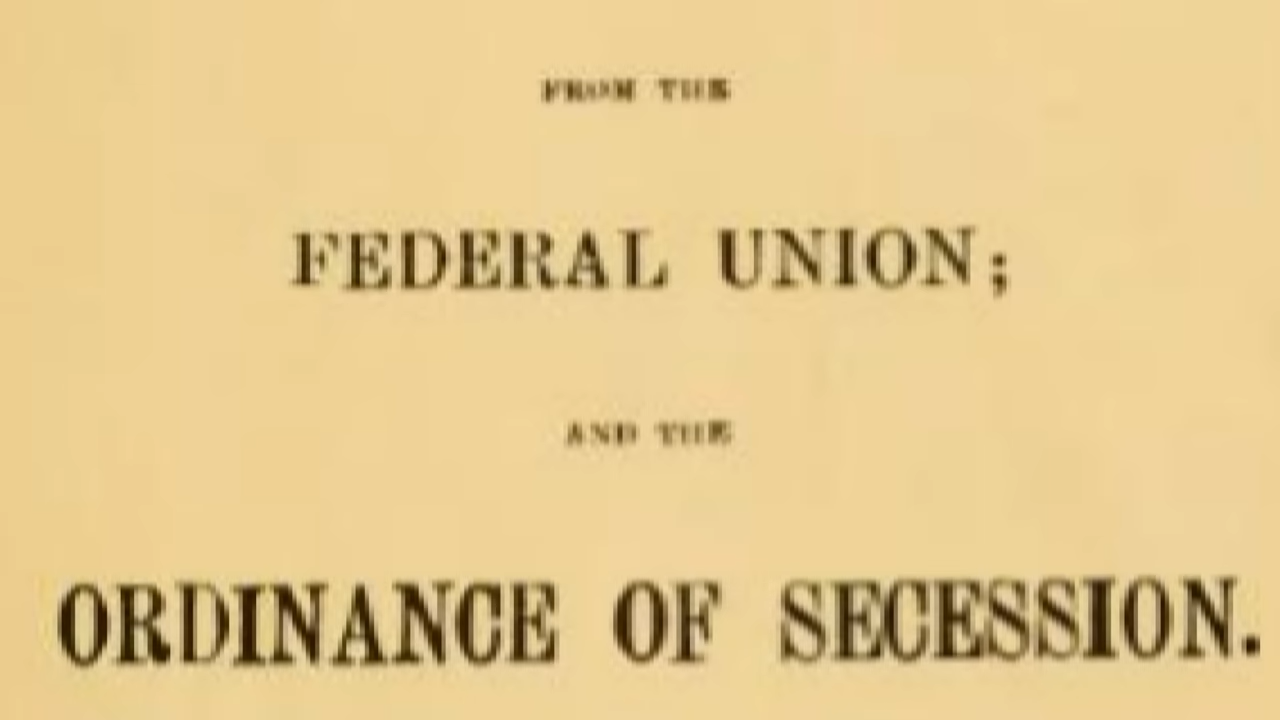 FROM THE
FEDERAL UNION;
AND THE
ORDINANCE OF SECESSION.